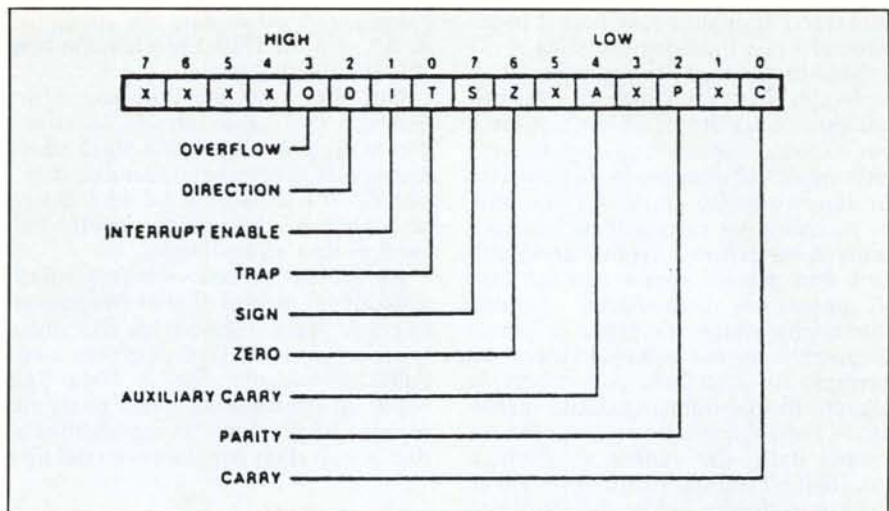 HIGH LOW
7 6 5 4 3 2 1 0 7 6 5 4 3 2 1 0
X X X X O D I T S Z X A X P X C
OVERFLOW
DIRECTION
INTERRUPT ENABLE
TRAP
SIGN
ZERO
AUXILIARY CARRY
PARITY
CARRY